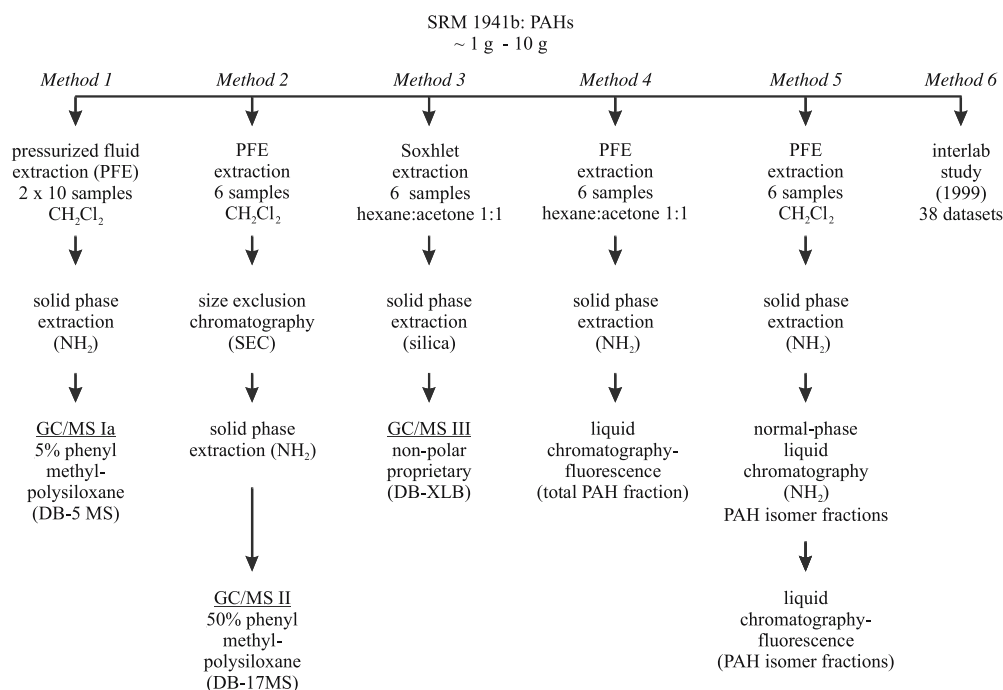 SRM 1941b: PAHs
~ 1 g - 10 g
Method 1
Method 2
Method 3
Method 4
Method 5
Method 6
pressurized fluid
extraction (PFE)
2 x 10 samples
CH₂Cl₂
PFE
extraction
6 samples
CH₂Cl₂
Soxhlet
extraction
6 samples
hexane:acetone 1:1
PFE
extraction
6 samples
hexane:acetone 1:1
PFE
extraction
6 samples
CH₂Cl₂
interlab
study
(1999)
38 datasets
solid phase
extraction
(NH₂)
size exclusion
chromatography
(SEC)
solid phase
extraction
(silica)
solid phase
extraction
(NH₂)
solid phase
extraction
(NH₂)
GC/MS Ia
5% phenyl
methyl-
polysiloxane
(DB-5 MS)
solid phase
extraction (NH₂)
GC/MS III
non-polar
proprietary
(DB-XLB)
liquid
chromatography-
fluorescence
(total PAH fraction)
normal-phase
liquid
chromatography
(NH₂)
PAH isomer fractions
GC/MS II
50% phenyl
methyl-
polysiloxane
(DB-17MS)
liquid
chromatography-
fluorescence
(PAH isomer fractions)